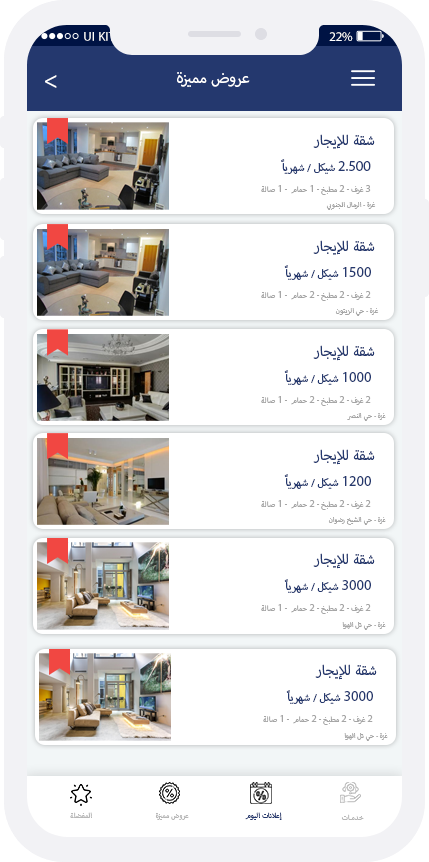 UI KI
22%
عروض مميزة
<
شقة للإيجار
2.500 شيكل / شهرياً
3 غرف - 2 مطبخ - 1 حمام - 1 صالة
غزة - الرمال الجنوبي
شقة للإيجار
1500 شيكل / شهرياً
2 غرف - 2 مطبخ - 2 حمام - 1 صالة
غزة - حي الزيتون
شقة للإيجار
1000 شيكل / شهرياً
2 غرف - 2 مطبخ - 2 حمام - 1 صالة
غزة - حي النصر
شقة للإيجار
1200 شيكل / شهرياً
2 غرف - 2 مطبخ - 2 حمام - 1 صالة
غزة - حي الشيخ رضوان
شقة للإيجار
3000 شيكل / شهرياً
2 غرف - 2 مطبخ - 2 حمام - 1 صالة
غزة - حي تل الهوا
شقة للإيجار
3000 شيكل / شهرياً
2 غرف - 2 مطبخ - 2 حمام - 1 صالة
غزة - حي تل الهوا
خدمات
إعلانات اليوم
عروض مميزة
المفضلة